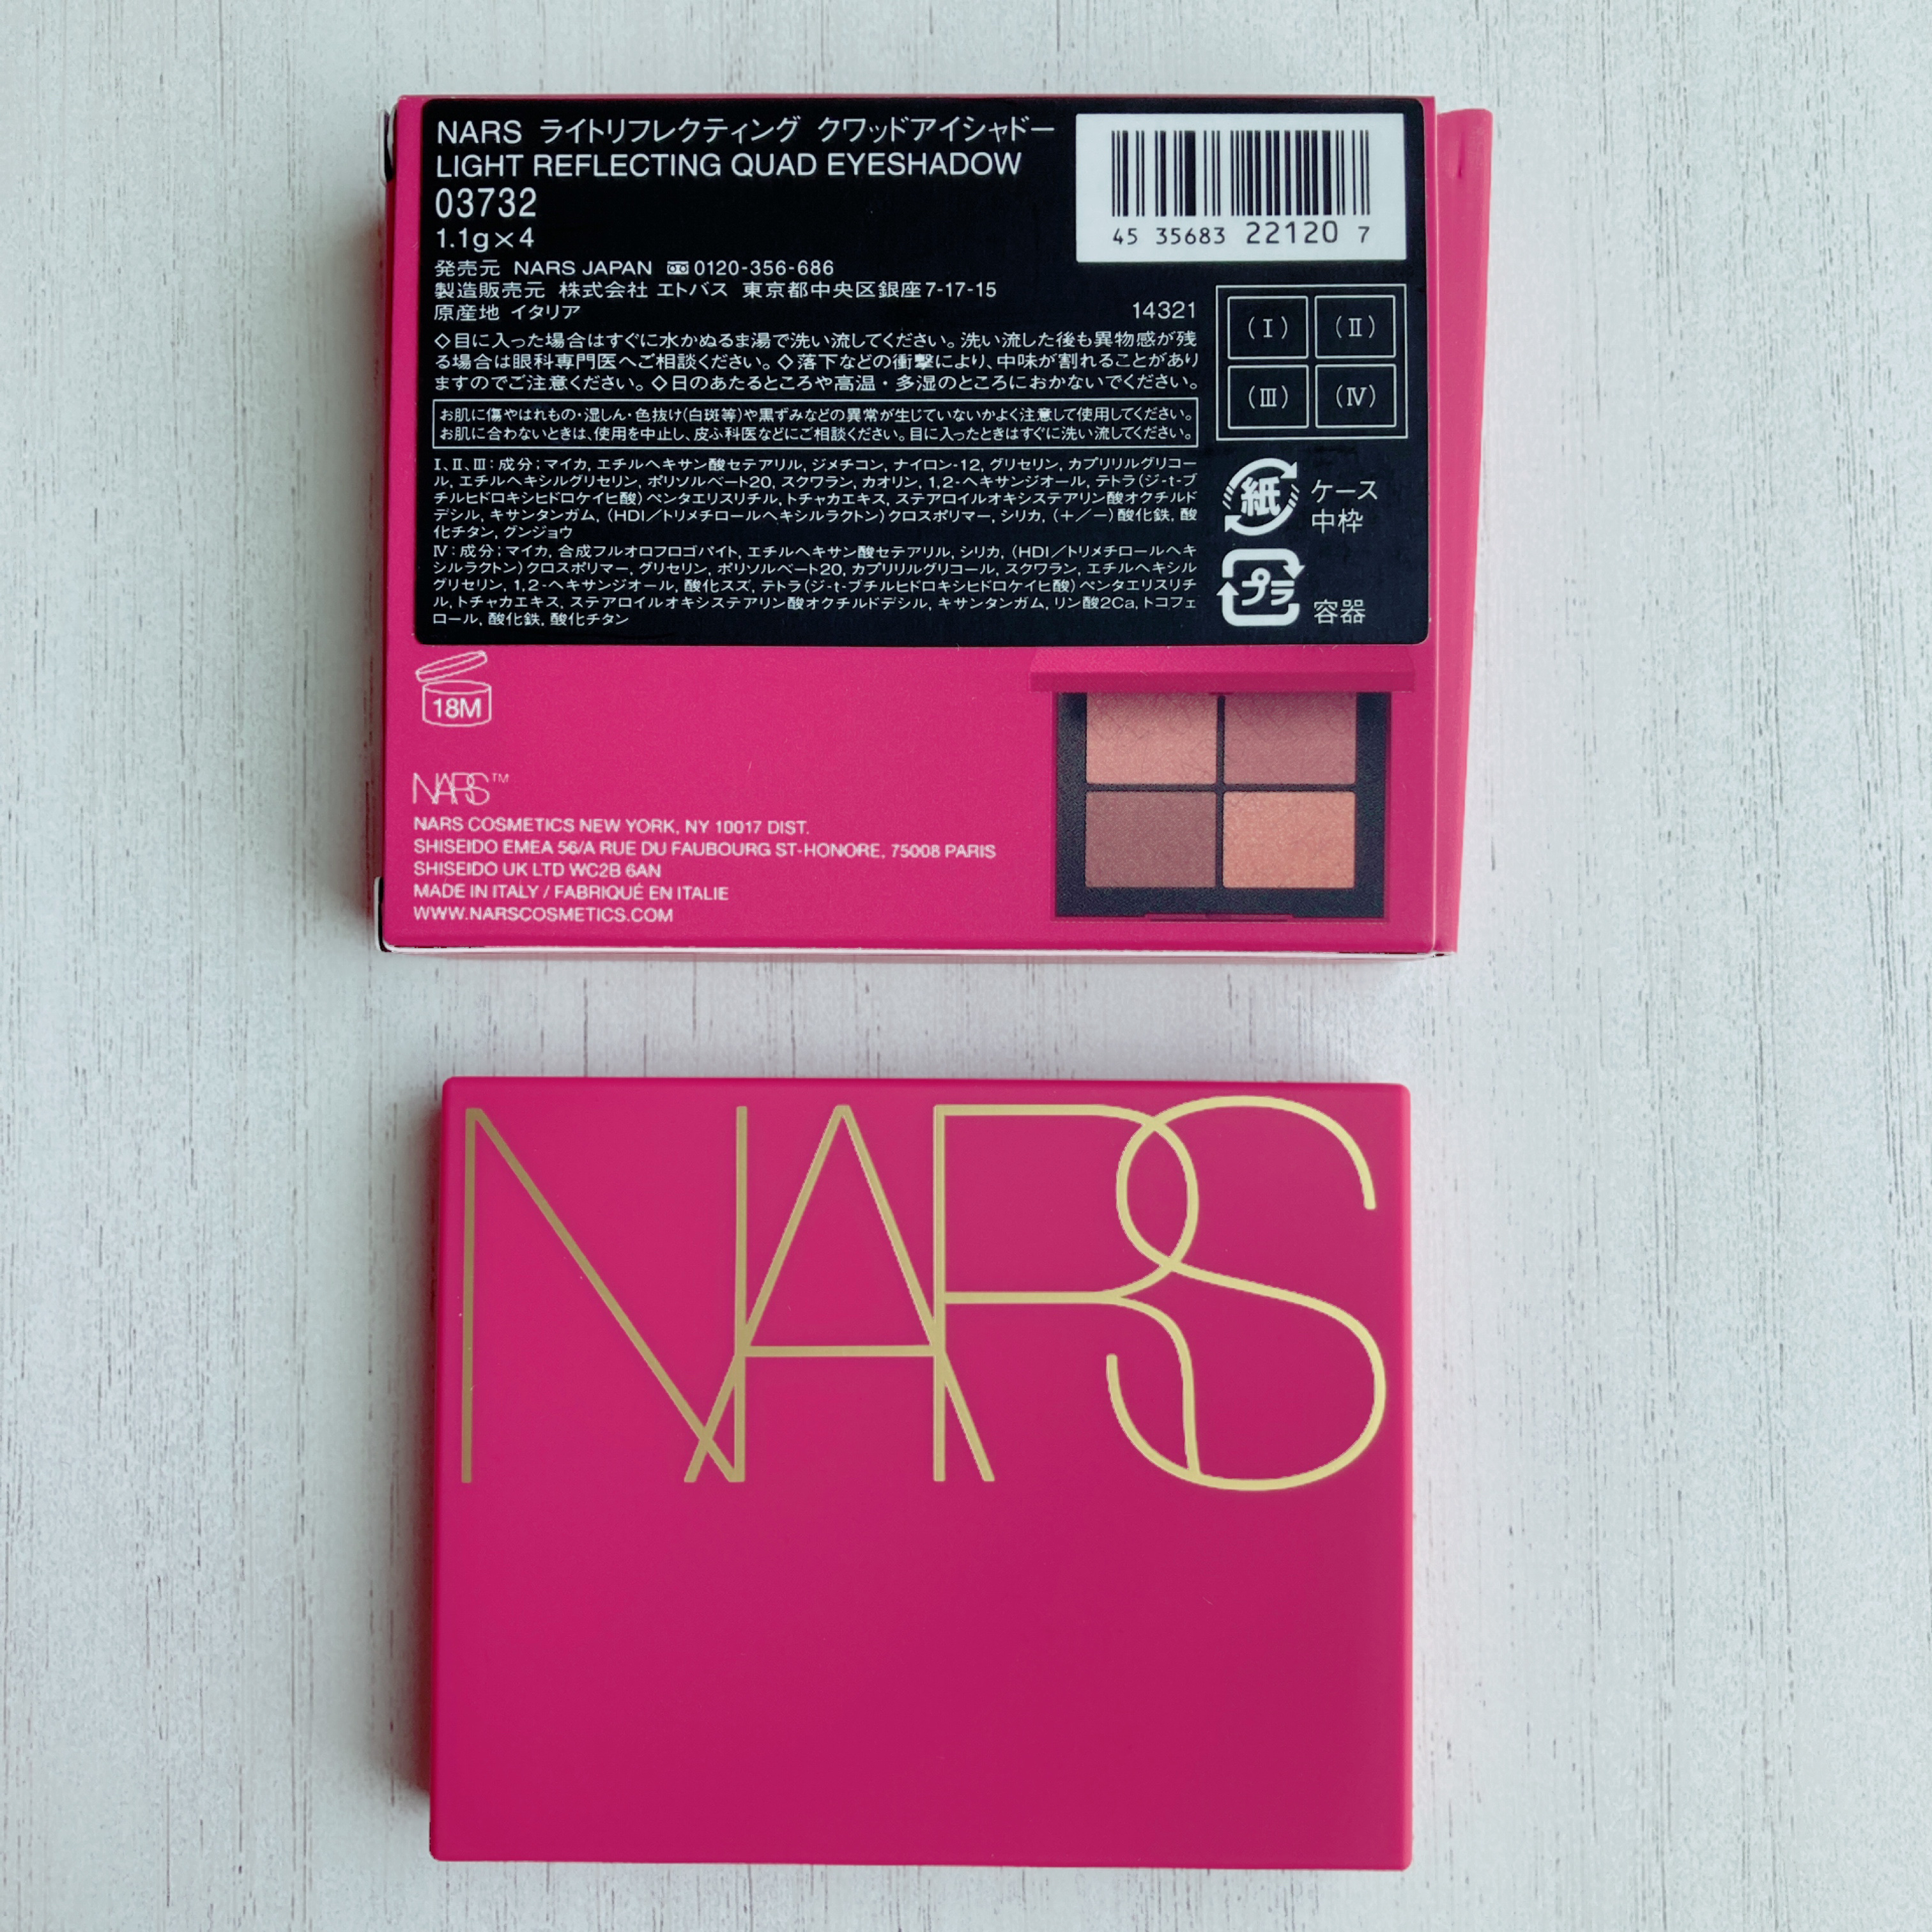 NARS ライトリフレクティング クワッドアイシャドー
LIGHT REFLECTING QUAD EYESHADOW
03732
1.1g×4
45 35683 22120 7
発売元 NARS JAPAN 0120-356-686
製造販売元 株式会社 エトバス 東京都中央区銀座7-17-15
原産地 イタリア
14321
◇目に入った場合はすぐに水かぬるま湯で洗い流してください。洗い流した後も異物感が残
る場合は眼科専門医へご相談ください。◇落下などの衝撃により、中味が割れることがあり
ますのでご注意ください。◇日のあたるところや高温・多湿のところにおかないでください。
お肌に傷やはれもの・湿しん・色抜け(白斑等)や黒ずみなどの異常が生じていないかよく注意して使用してください。
お肌に合わないときは、使用を中止し、皮ふ科医などにご相談ください。目に入ったときはすぐに洗い流してください。
(Ⅰ) (Ⅱ)
(Ⅲ) (Ⅳ)
Ⅰ、Ⅱ、Ⅲ：成分；マイカ, エチルヘキサン酸セテアリル, ジメチコン, ナイロン-12, グリセリン, カプリリルグリコー
ル, エチルヘキシルグリセリン, ポリソルベート20, スクワラン, カオリン, 1,2-ヘキサンジオール, テトラ(ジ-t-ブ
チルヒドロキシヒドロケイヒ酸)ペンタエリスリチル, トチャカエキス, ステアロイルオキシステアリン酸オクチルド
デシル, キサンタンガム, (HDI／トリメチロールヘキシルラクトン)クロスポリマー, シリカ, (＋／−)酸化鉄, 酸
化チタン, グンジョウ
Ⅳ：成分；マイカ, 合成フルオロフロゴパイト, エチルヘキサン酸セテアリル, シリカ, (HDI／トリメチロールヘキ
シルラクトン)クロスポリマー, グリセリン, ポリソルベート20, カプリリルグリコール, スクワラン, エチルヘキシル
グリセリン, 1,2-ヘキサンジオール, 酸化スズ, テトラ(ジ-t-ブチルヒドロキシヒドロケイヒ酸)ペンタエリスリチ
ル, トチャカエキス, ステアロイルオキシステアリン酸オクチルドデシル, キサンタンガム, リン酸2Ca, トコフェ
ロール, 酸化鉄, 酸化チタン
紙 ケース
中枠
プラ 容器
18M
NARS™
NARS COSMETICS NEW YORK, NY 10017 DIST.
SHISEIDO EMEA 56/A RUE DU FAUBOURG ST-HONORE, 75008 PARIS
SHISEIDO UK LTD WC2B 6AN
MADE IN ITALY / FABRIQUÉ EN ITALIE
WWW.NARSCOSMETICS.COM
NARS